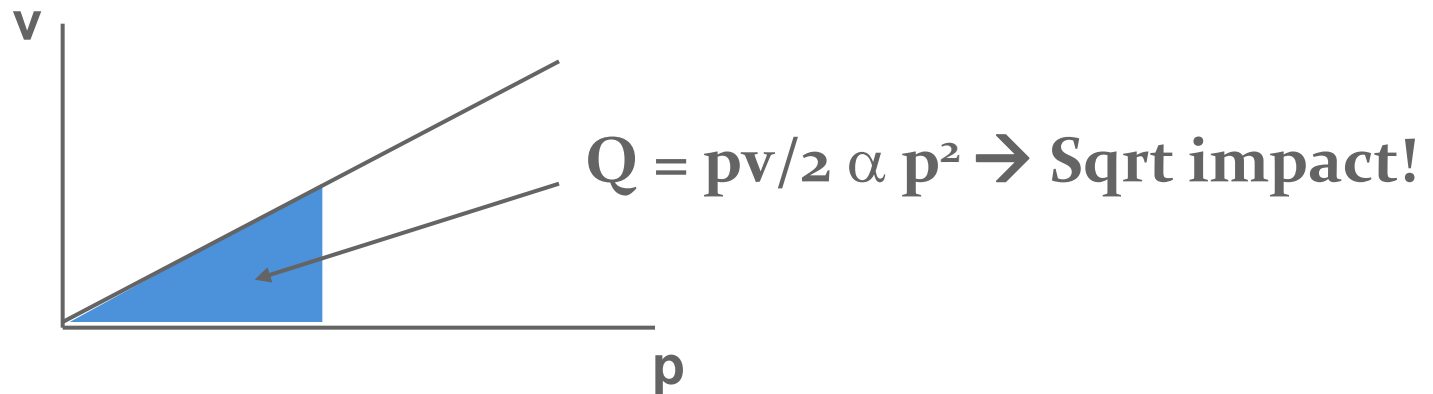 v
Q = pv/2 α p² → Sqrt impact!
p